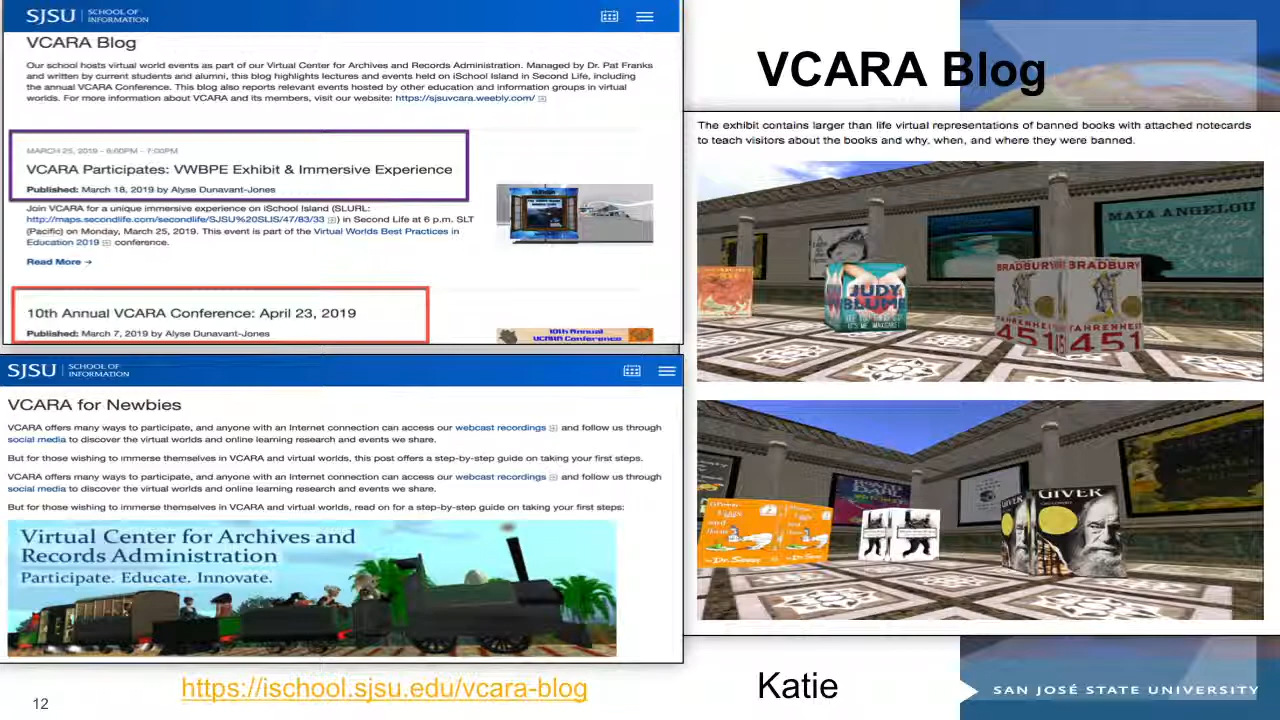 SJSU SCHOOL OF INFORMATION
VCARA Blog
Our school hosts virtual world events as part of our Virtual Center for Archives and Records Administration. Managed by Dr. Pat Franks
and written by current students and alumni, this blog highlights lectures and events held on iSchool Island in Second Life, including
the annual VCARA Conference. This blog also reports relevant events hosted by other education and information groups in virtual
worlds. For more information about VCARA and its members, visit our website: https://sjsuvcara.weebly.com/
MARCH 25, 2019 - 6:00PM - 7:00PM
VCARA Participates: VWBPE Exhibit & Immersive Experience
Published: March 18, 2019 by Alyse Dunavant-Jones
Join VCARA for a unique immersive experience on iSchool Island (SLURL:
http://maps.secondlife.com/secondlife/SJSU%20SLIS/47/83/33 ) in Second Life at 6 p.m. SLT
(Pacific) on Monday, March 25, 2019. This event is part of the Virtual Worlds Best Practices in
Education 2019 conference.
Read More →
10th Annual VCARA Conference: April 23, 2019
Published: March 7, 2019 by Alyse Dunavant-Jones
10th Annual
VCARA Conference
SJSU SCHOOL OF INFORMATION
VCARA for Newbies
VCARA offers many ways to participate, and anyone with an Internet connection can access our webcast recordings and follow us through
social media to discover the virtual worlds and online learning research and events we share.
But for those wishing to immerse themselves in VCARA and virtual worlds, this post offers a step-by-step guide on taking your first steps.
VCARA offers many ways to participate, and anyone with an Internet connection can access our webcast recordings and follow us through
social media to discover the virtual worlds and online learning research and events we share.
But for those wishing to immerse themselves in VCARA and virtual worlds, read on for a step-by-step guide on taking your first steps:
Virtual Center for Archives and
Records Administration
Participate. Educate. Innovate.
https://ischool.sjsu.edu/vcara-blog
12
VCARA Blog
The exhibit contains larger than life virtual representations of banned books with attached notecards
to teach visitors about the books and why, when, and where they were banned.
MAYA ANGELOU
JUDY
BLUME
BRADBURY BRADBURY
FAHRENHEIT FAHRENHEIT
451 451
ROALD
DAHL
GIVER GIVER
Dr. Seuss Dr. Seuss
Katie
SAN JOSÉ STATE UNIVERSITY